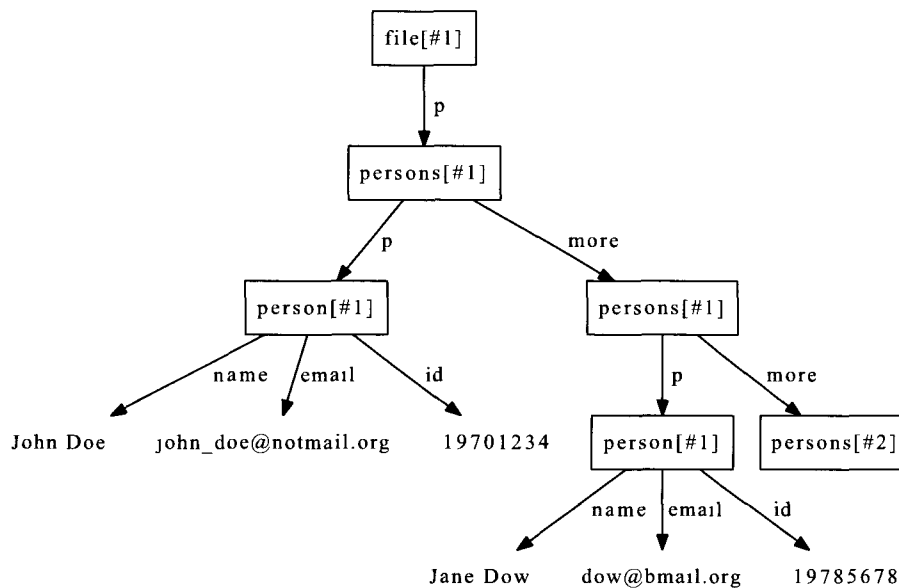 file[#1]
p
persons[#1]
p
more
person[#1]
persons[#1]
name
email
id
p
more
John Doe
john_doe@notmail.org
19701234
person[#1]
persons[#2]
name
email
id
Jane Dow
dow@bmail.org
19785678